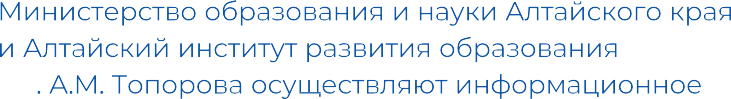 Министерство образования и науки Алтайского края
и Алтайский институт развития образования
. А.М. Топорова осуществляют информационное